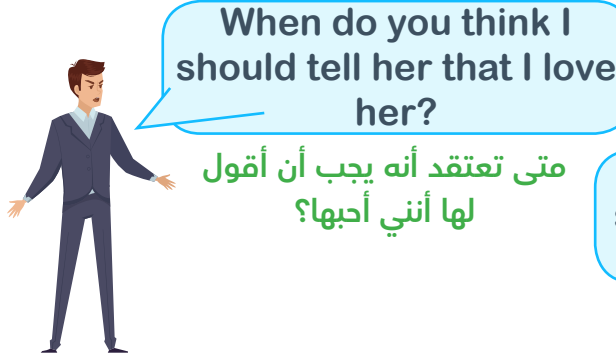 When do you think I
should tell her that I love
her?
متى تعتقد أنه يجب أن أقول
لها أنني أحبها؟